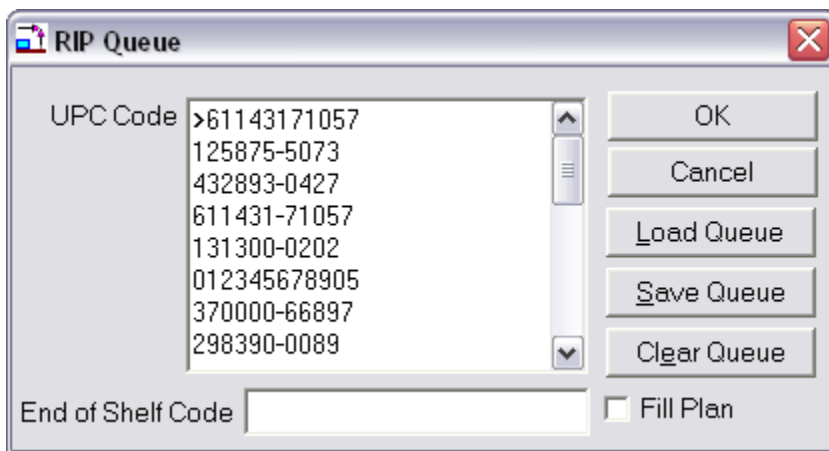 RIP Queue
UPC Code
>61143171057
125875-5073
432893-0427
611431-71057
131300-0202
012345678905
370000-66897
298390-0089
OK
Cancel
Load Queue
Save Queue
Clear Queue
End of Shelf Code
Fill Plan